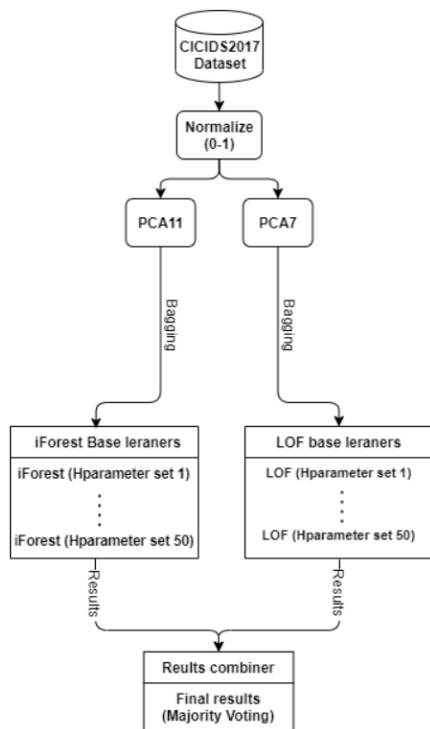 CICIDS2017
Dataset
Normalize
(0-1)
PCA11
PCA7
Bagging
Bagging
iForest Base leraners
iForest (Hparameter set 1)
iForest (Hparameter set 50)
LOF base leraners
LOF (Hparameter set 1)
LOF (Hparameter set 50)
Results
Results
Reults combiner
Final results
(Majority Voting)